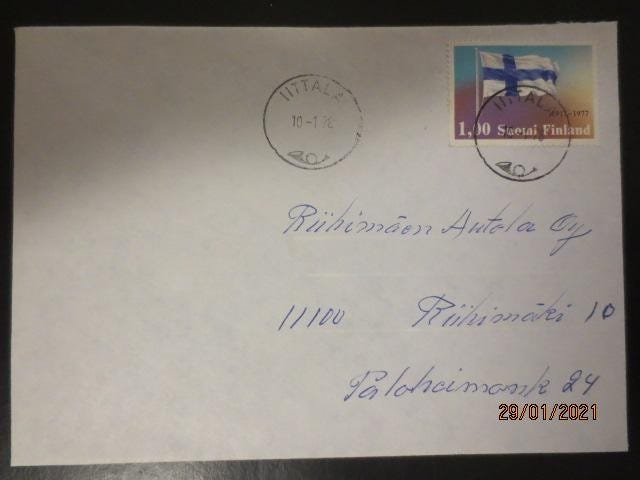 IITTALA
10-1.78
IITTALA
1917-1977
1,00 Suomi Finland
Riihimäen Autola Oy
11100 Riihimäki 10
Paloheimonk 24
29/01/2021